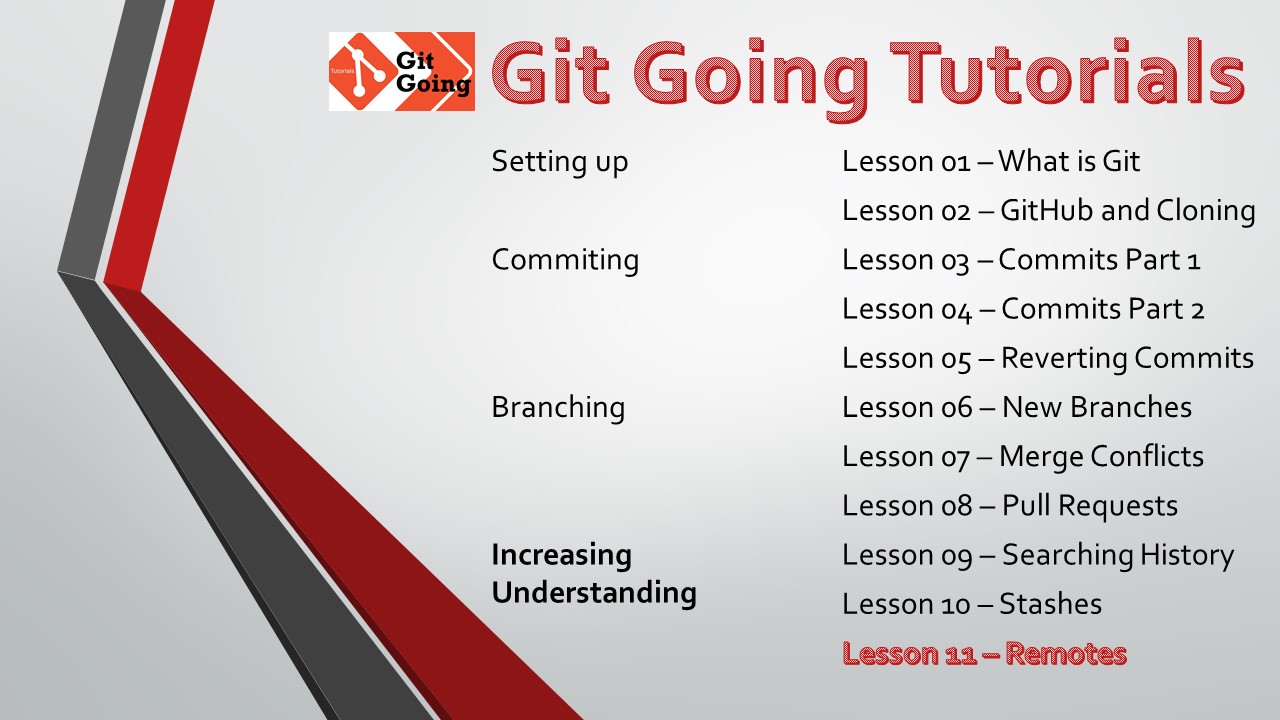 Tutorials
Git
Going
Git Going Tutorials
Setting up
Lesson 01 – What is Git
Lesson 02 – GitHub and Cloning
Commiting
Lesson 03 – Commits Part 1
Lesson 04 – Commits Part 2
Lesson 05 – Reverting Commits
Branching
Lesson 06 – New Branches
Lesson 07 – Merge Conflicts
Lesson 08 – Pull Requests
Increasing
Understanding
Lesson 09 – Searching History
Lesson 10 – Stashes
Lesson 11 – Remotes